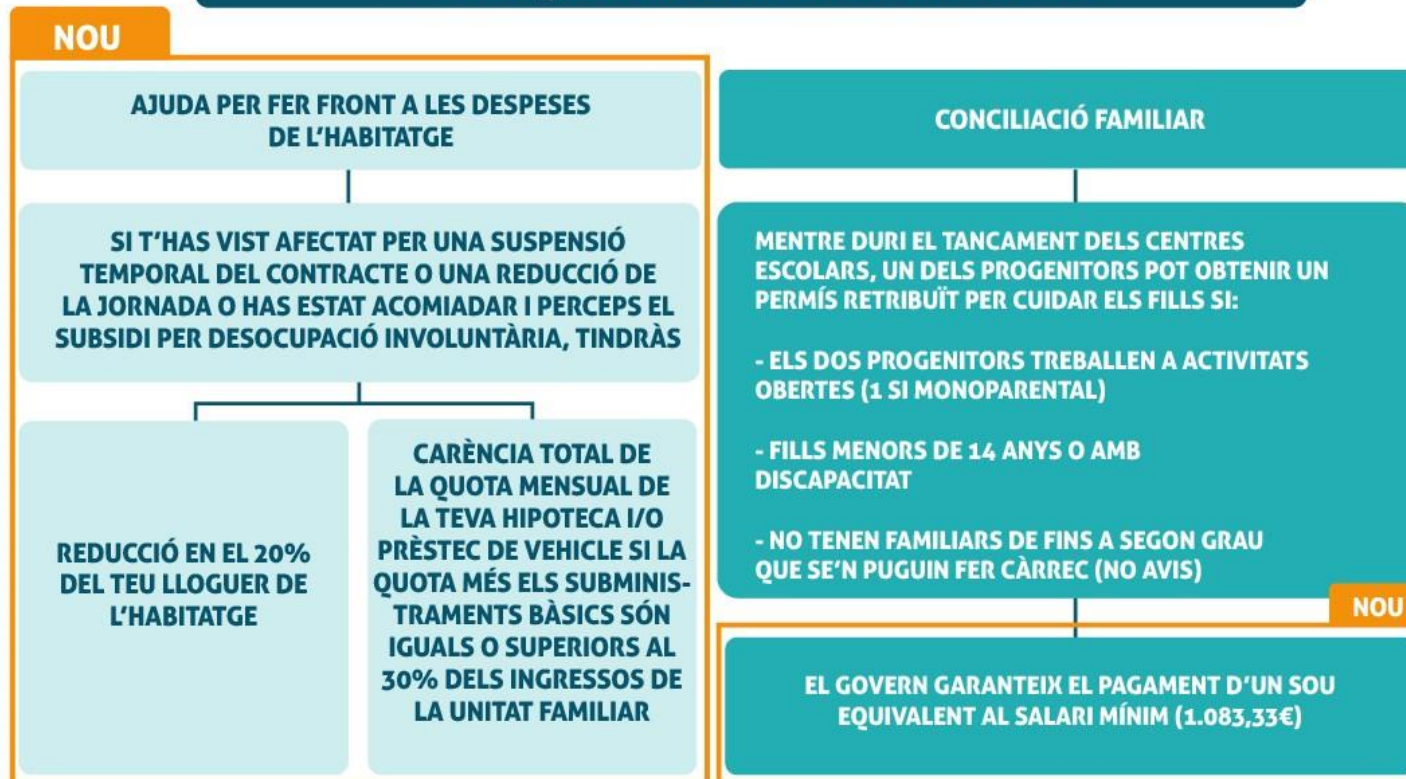 NOU
AJUDA PER FER FRONT A LES DESPESES
DE L'HABITATGE
SI T'HAS VIST AFECTAT PER UNA SUSPENSIÓ
TEMPORAL DEL CONTRACTE O UNA REDUCCIÓ DE
LA JORNADA O HAS ESTAT ACOMIADAR I PERCEPS EL
SUBSIDI PER DESOCUPACIÓ INVOLUNTÀRIA, TINDRÀS
REDUCCIÓ EN EL 20%
DEL TEU LLOGUER DE
L'HABITATGE
CARÈNCIA TOTAL DE
LA QUOTA MENSUAL DE
LA TEVA HIPOTECA I/O
PRÈSTEC DE VEHICLE SI LA
QUOTA MÉS ELS SUBMINIS-
TRAMENTS BÀSICS SÓN
IGUALS O SUPERIORS AL
30% DELS INGRESSOS DE
LA UNITAT FAMILIAR
CONCILIACIÓ FAMILIAR
MENTRE DURI EL TANCAMENT DELS CENTRES
ESCOLARS, UN DELS PROGENITORS POT OBTENIR UN
PERMÍS RETRIBUÏT PER CUIDAR ELS FILLS SI:
- ELS DOS PROGENITORS TREBALLEN A ACTIVITATS
OBERTES (1 SI MONOPARENTAL)
- FILLS MENORS DE 14 ANYS O AMB
DISCAPACITAT
- NO TENEN FAMILIARS DE FINS A SEGON GRAU
QUE SE'N PUGUIN FER CÀRREC (NO AVIS)
NOU
EL GOVERN GARANTEIX EL PAGAMENT D'UN SOU
EQUIVALENT AL SALARI MÍNIM (1.083,33€)